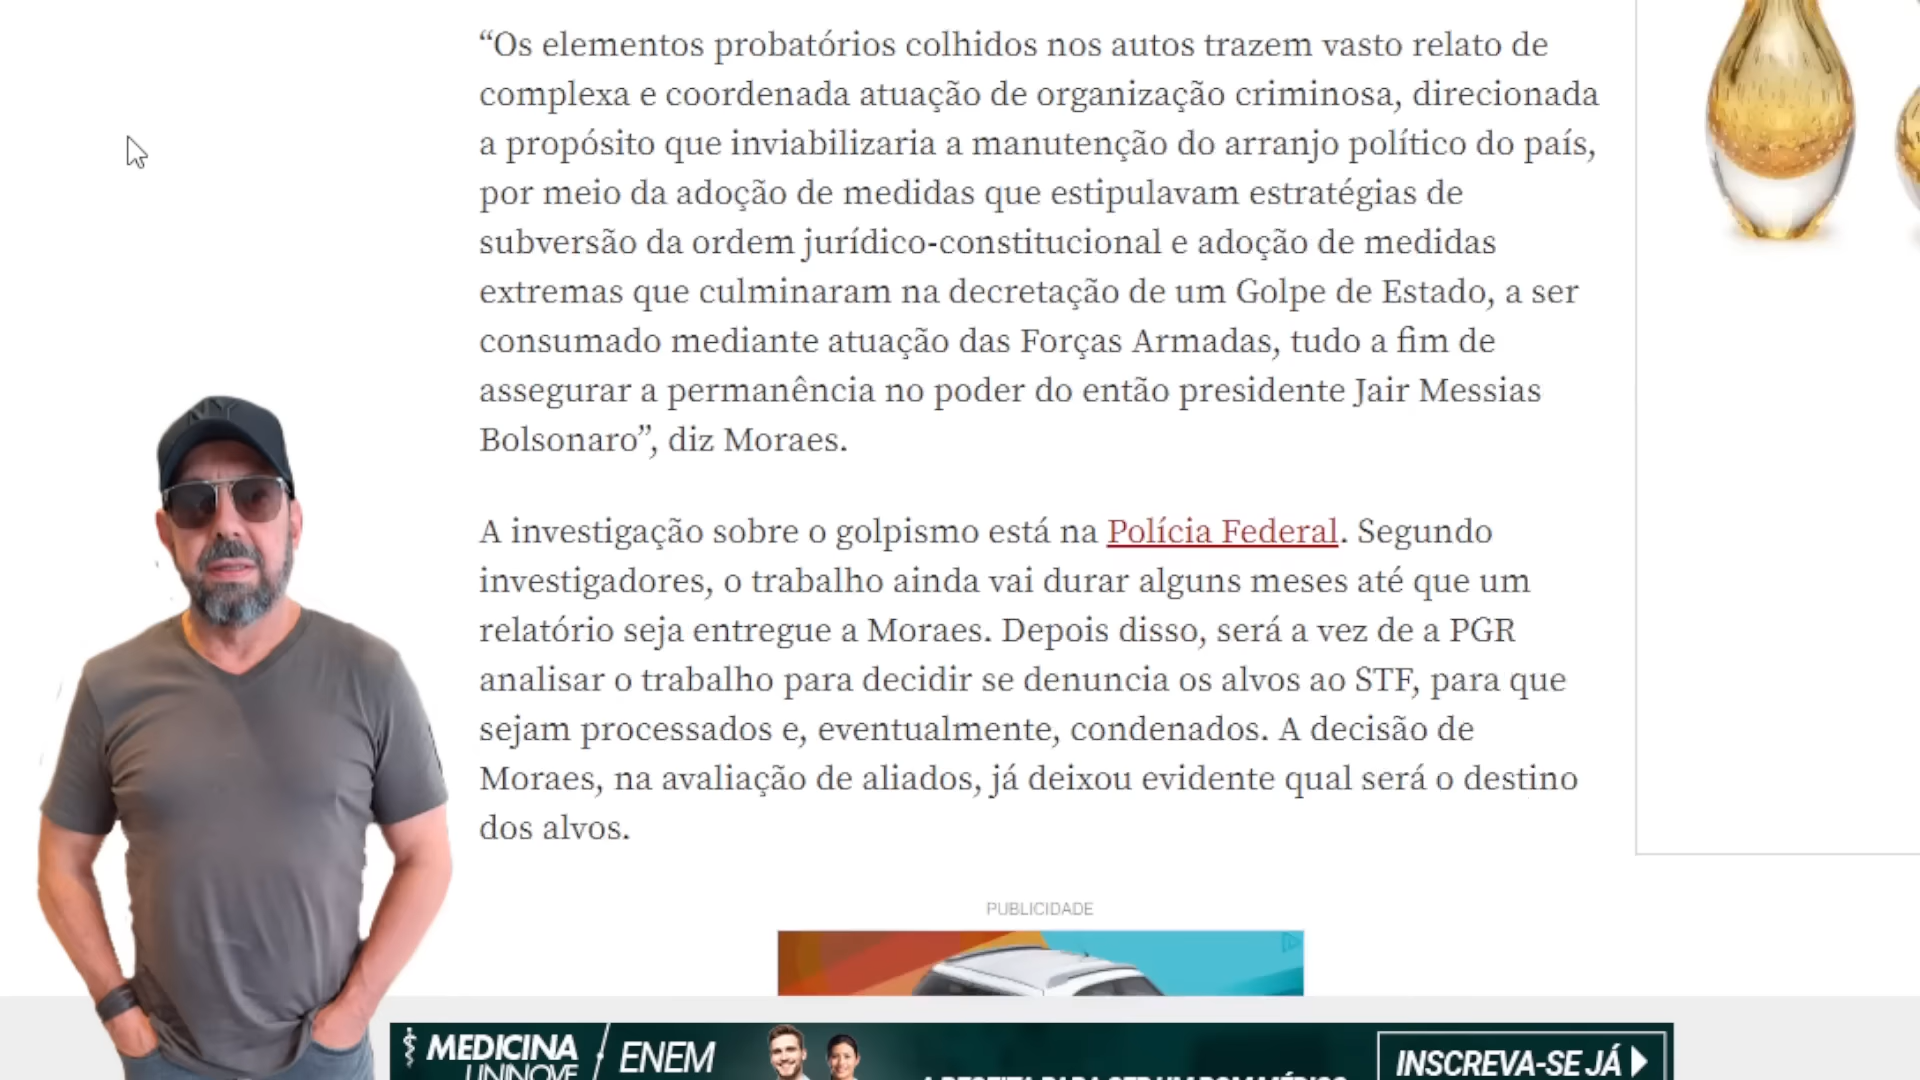 “Os elementos probatórios colhidos nos autos trazem vasto relato de
complexa e coordenada atuação de organização criminosa, direcionada
a propósito que inviabilizaria a manutenção do arranjo político do país,
por meio da adoção de medidas que estipulavam estratégias de
subversão da ordem jurídico-constitucional e adoção de medidas
extremas que culminaram na decretação de um Golpe de Estado, a ser
consumado mediante atuação das Forças Armadas, tudo a fim de
assegurar a permanência no poder do então presidente Jair Messias
Bolsonaro”, diz Moraes.
A investigação sobre o golpismo está na Polícia Federal. Segundo
investigadores, o trabalho ainda vai durar alguns meses até que um
relatório seja entregue a Moraes. Depois disso, será a vez de a PGR
analisar o trabalho para decidir se denuncia os alvos ao STF, para que
sejam processados e, eventualmente, condenados. A decisão de
Moraes, na avaliação de aliados, já deixou evidente qual será o destino
dos alvos.
PUBLICIDADE
MEDICINA
UNINOVE
ENEM
INSCREVA-SE JÁ